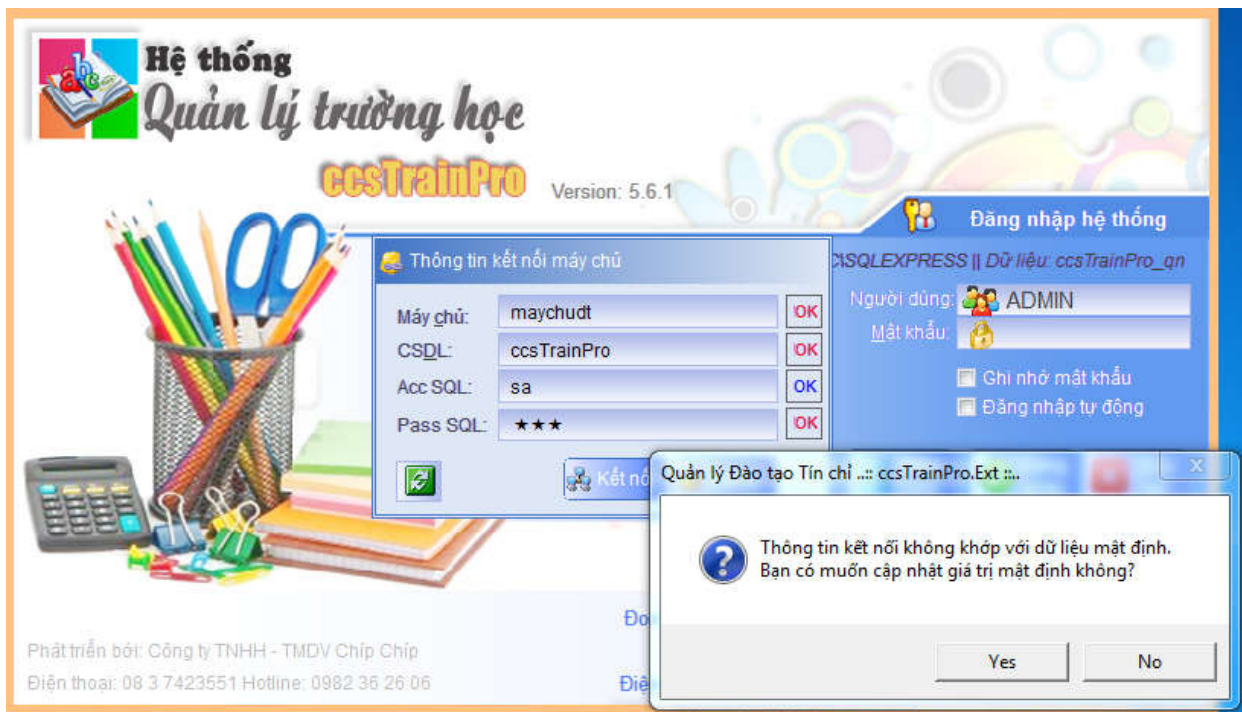 Hệ thống
Quản lý trường học
ccsTrainPro
Version: 5.6.1
Đăng nhập hệ thống
\SQLEXPRESS || Dữ liệu: ccsTrainPro_qn
Người dùng: ADMIN
Mật khẩu:
Ghi nhớ mật khẩu
Đăng nhập tự động
Thông tin kết nối máy chủ
Máy chủ: maychudt OK
CSDL: ccsTrainPro OK
Acc SQL: sa OK
Pass SQL: ★★★ OK
Kết nố
Quản lý Đào tạo Tín chỉ ..:: ccsTrainPro.Ext ::..
X
Thông tin kết nối không khớp với dữ liệu mật định.
Bạn có muốn cập nhật giá trị mật định không?
Yes No
Phát triển bởi: Công ty TNHH - TMDV Chíp Chíp
Điện thoại: 08 3 7423551 Hotline: 0982 36 26 06